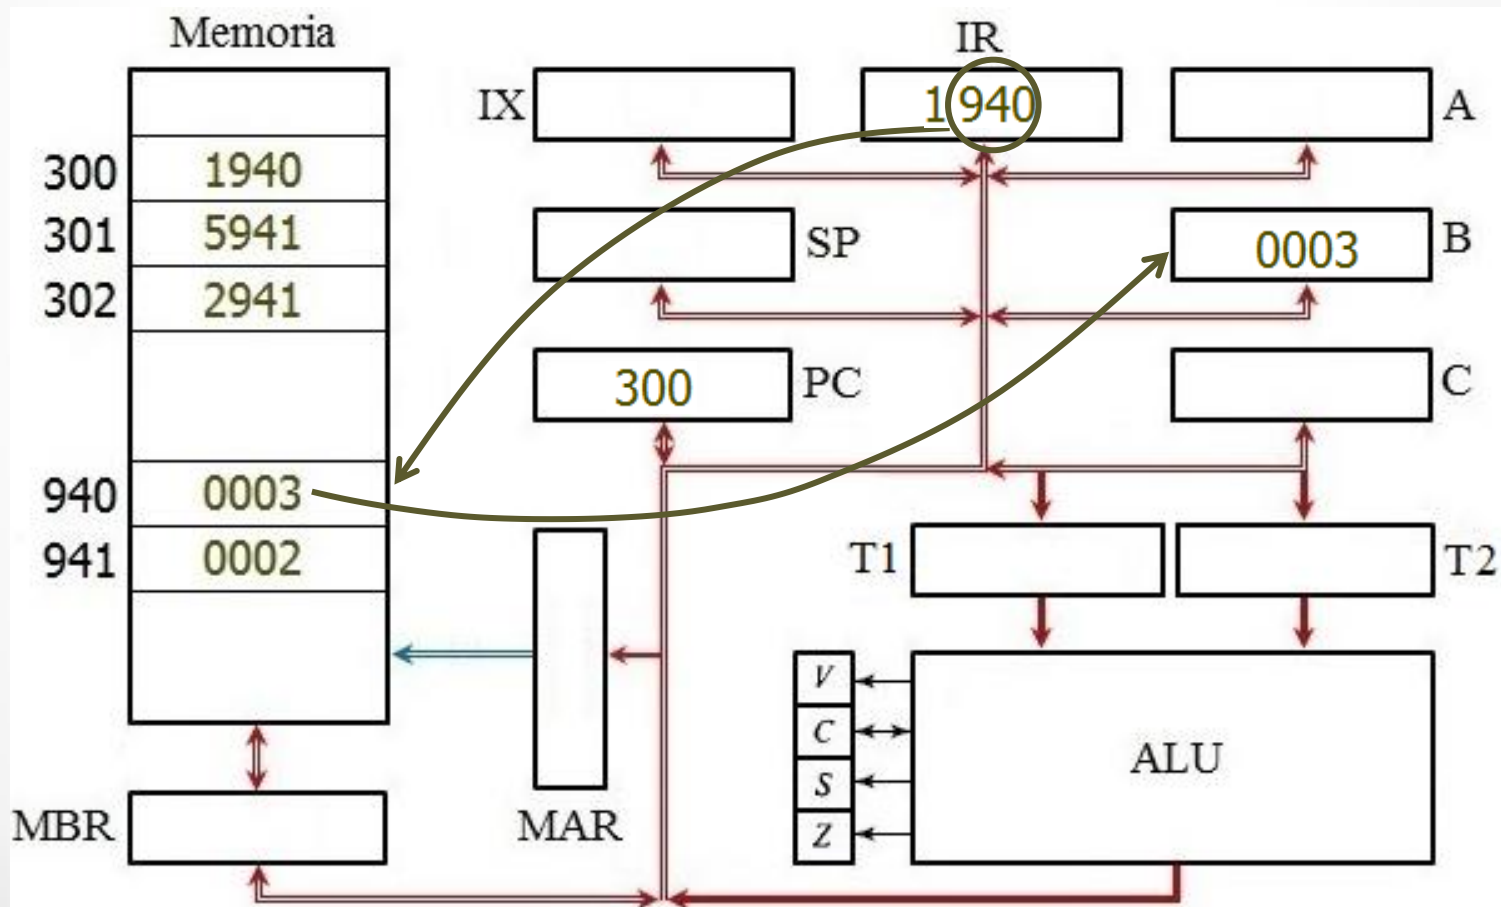 Memoria
IR
IX
1940
A
300 1940
301 5941
SP
0003
B
302 2941
300
PC
C
940 0003
941 0002
T1
T2
V
C
S
Z
ALU
MBR
MAR